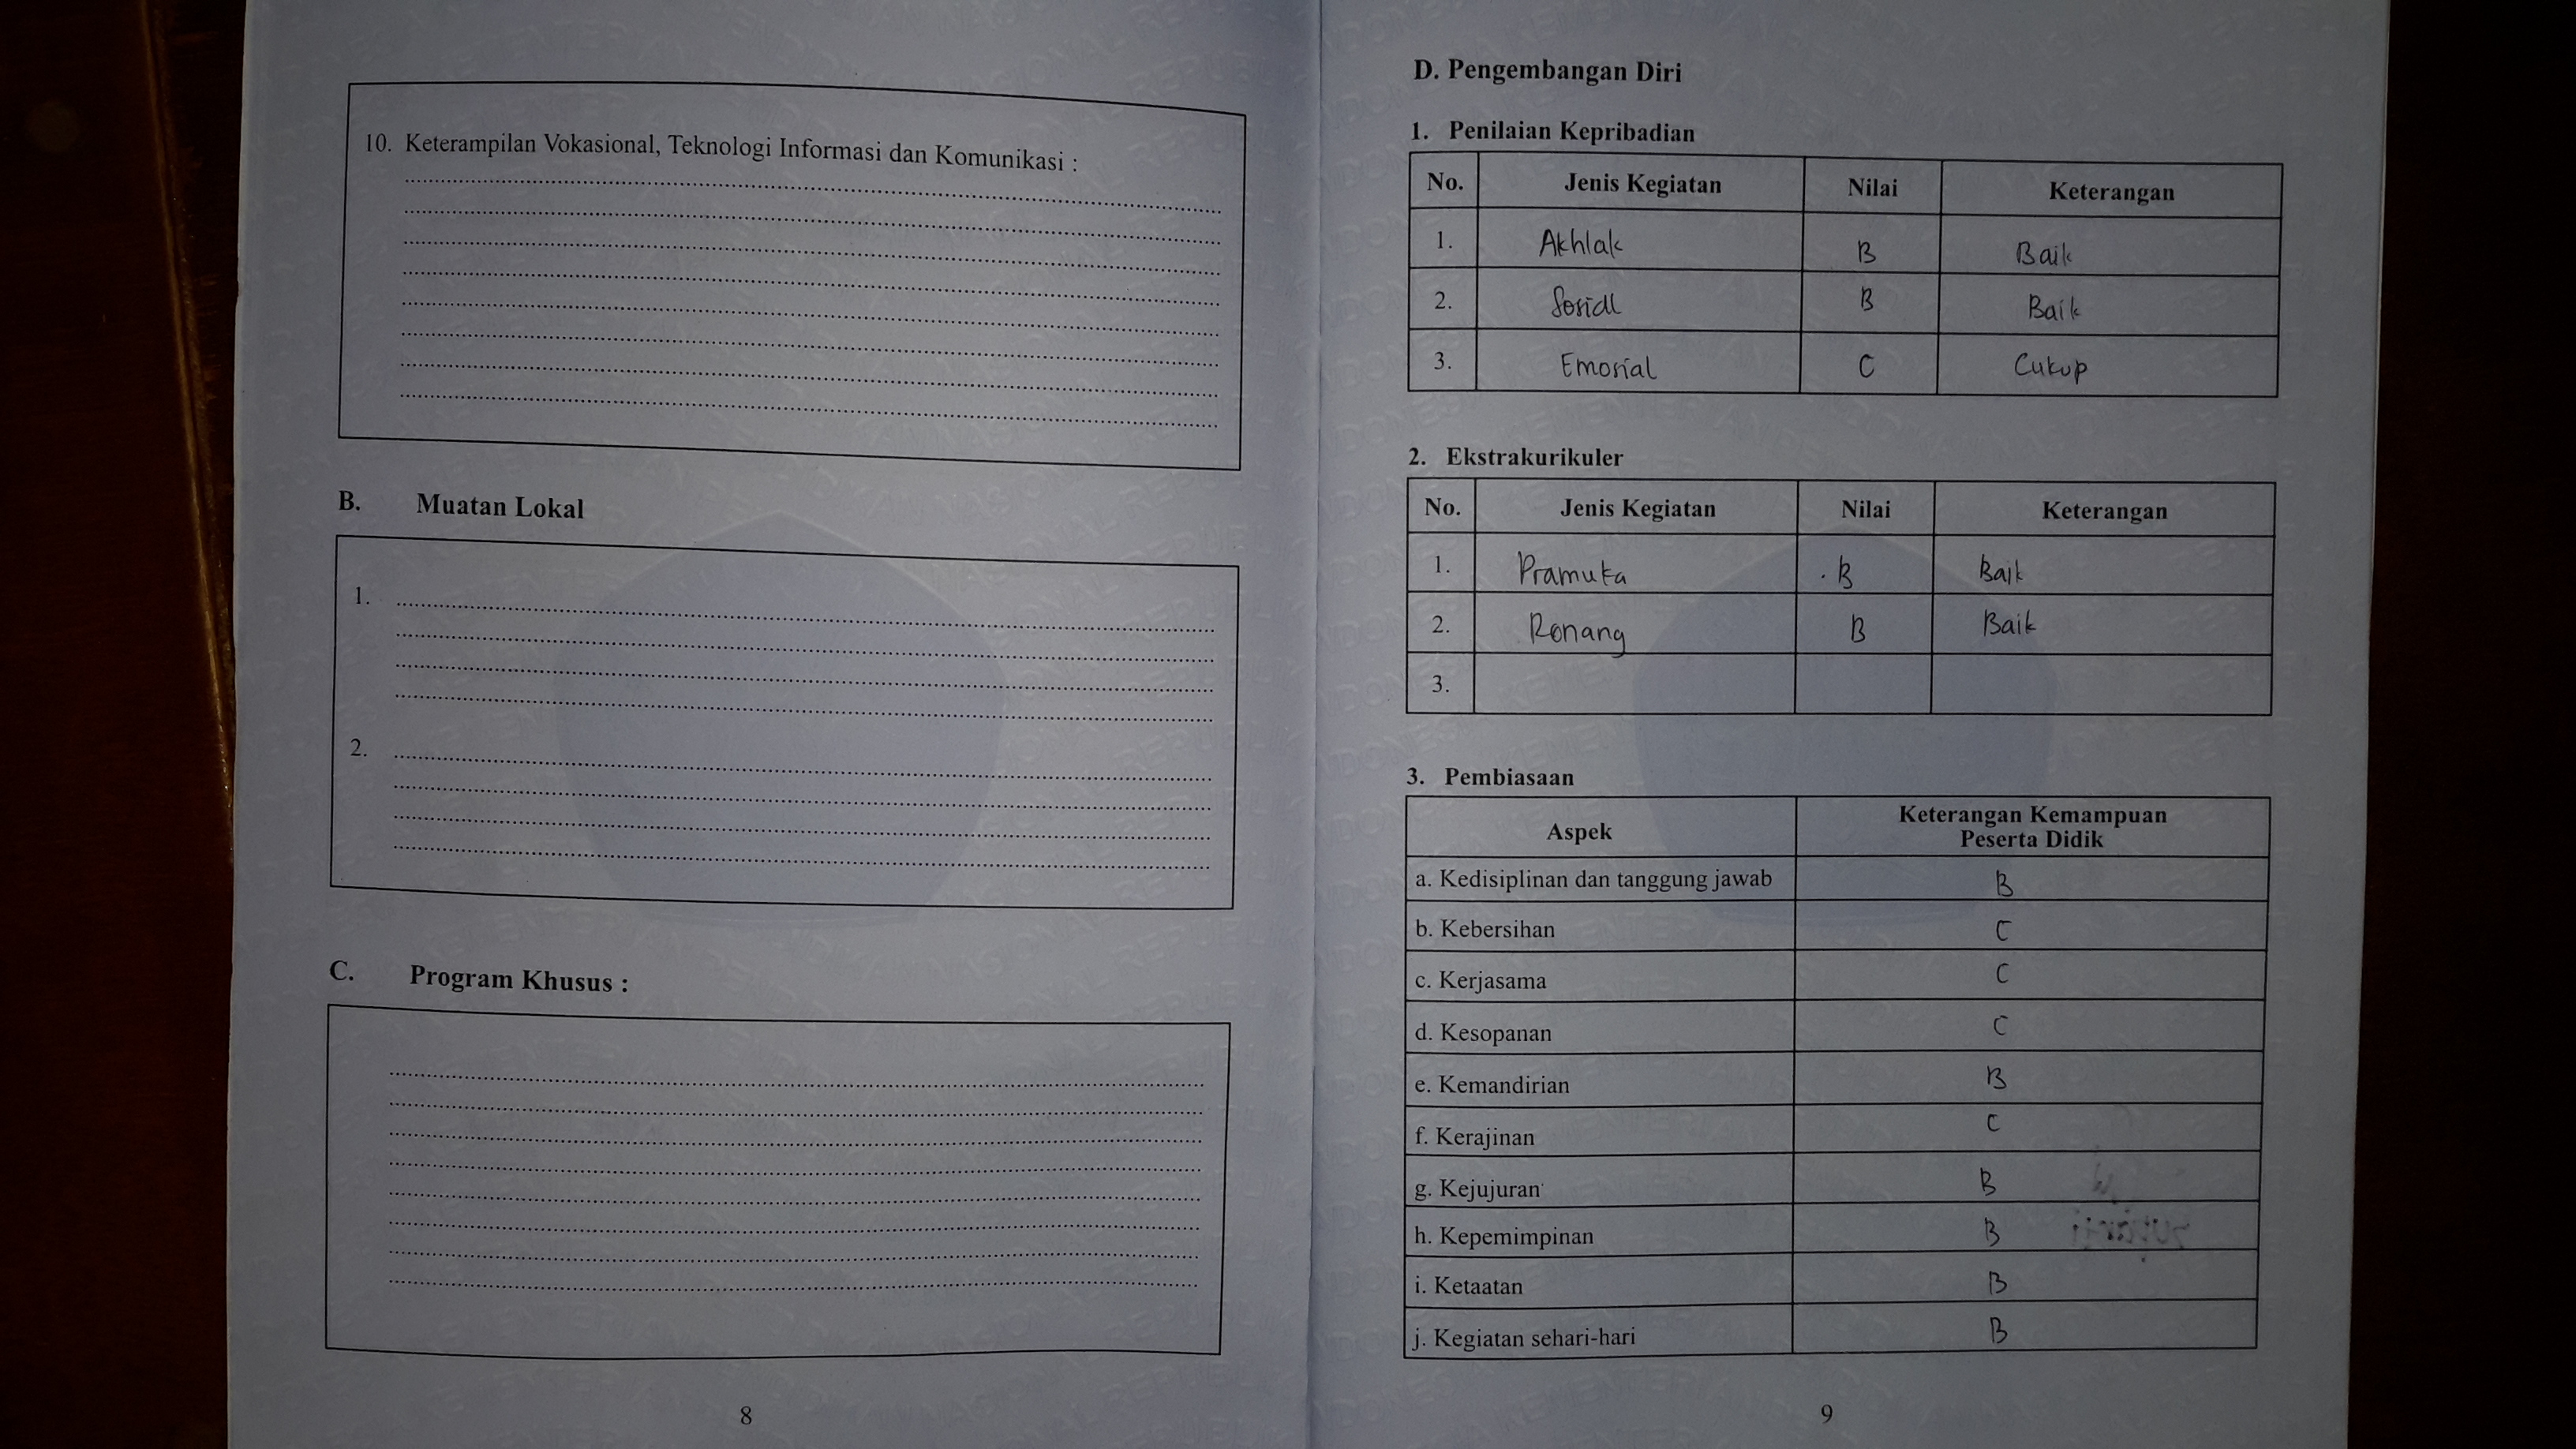 10. Keterampilan Vokasional, Teknologi Informasi dan Komunikasi :
B. Muatan Lokal
1.
2.
C. Program Khusus :
8
D. Pengembangan Diri
1. Penilaian Kepribadian
No. Jenis Kegiatan Nilai Keterangan
1. Akhlak B Baik
2. Sosial B Baik
3. Emosial C Cukup
2. Ekstrakurikuler
No. Jenis Kegiatan Nilai Keterangan
1. Pramuka B Baik
2. Renang B Baik
3.
3. Pembiasaan
Aspek Keterangan Kemampuan
Peserta Didik
a. Kedisiplinan dan tanggung jawab B
b. Kebersihan C
c. Kerjasama C
d. Kesopanan C
e. Kemandirian B
f. Kerajinan C
g. Kejujuran B
h. Kepemimpinan B
i. Ketaatan B
j. Kegiatan sehari-hari B
9